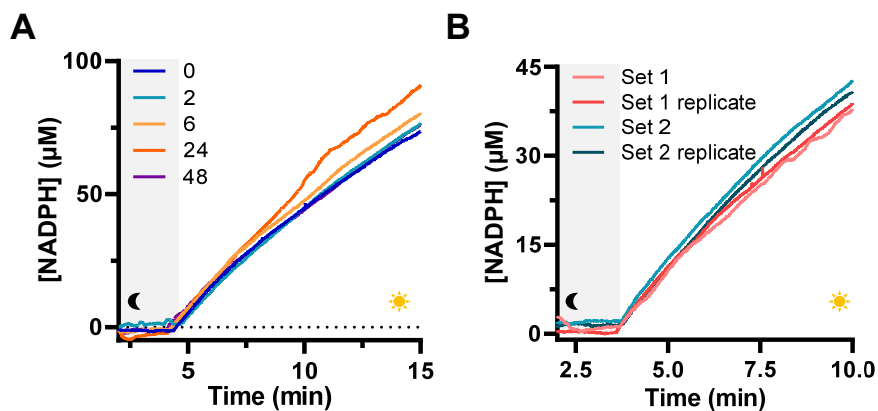 A
[NADPH] (µM)
100
50
0
0
2
6
24
48
5
10
15
Time (min)
B
[NADPH] (µM)
45
30
15
0
Set 1
Set 1 replicate
Set 2
Set 2 replicate
2.5
5.0
7.5
10.0
Time (min)